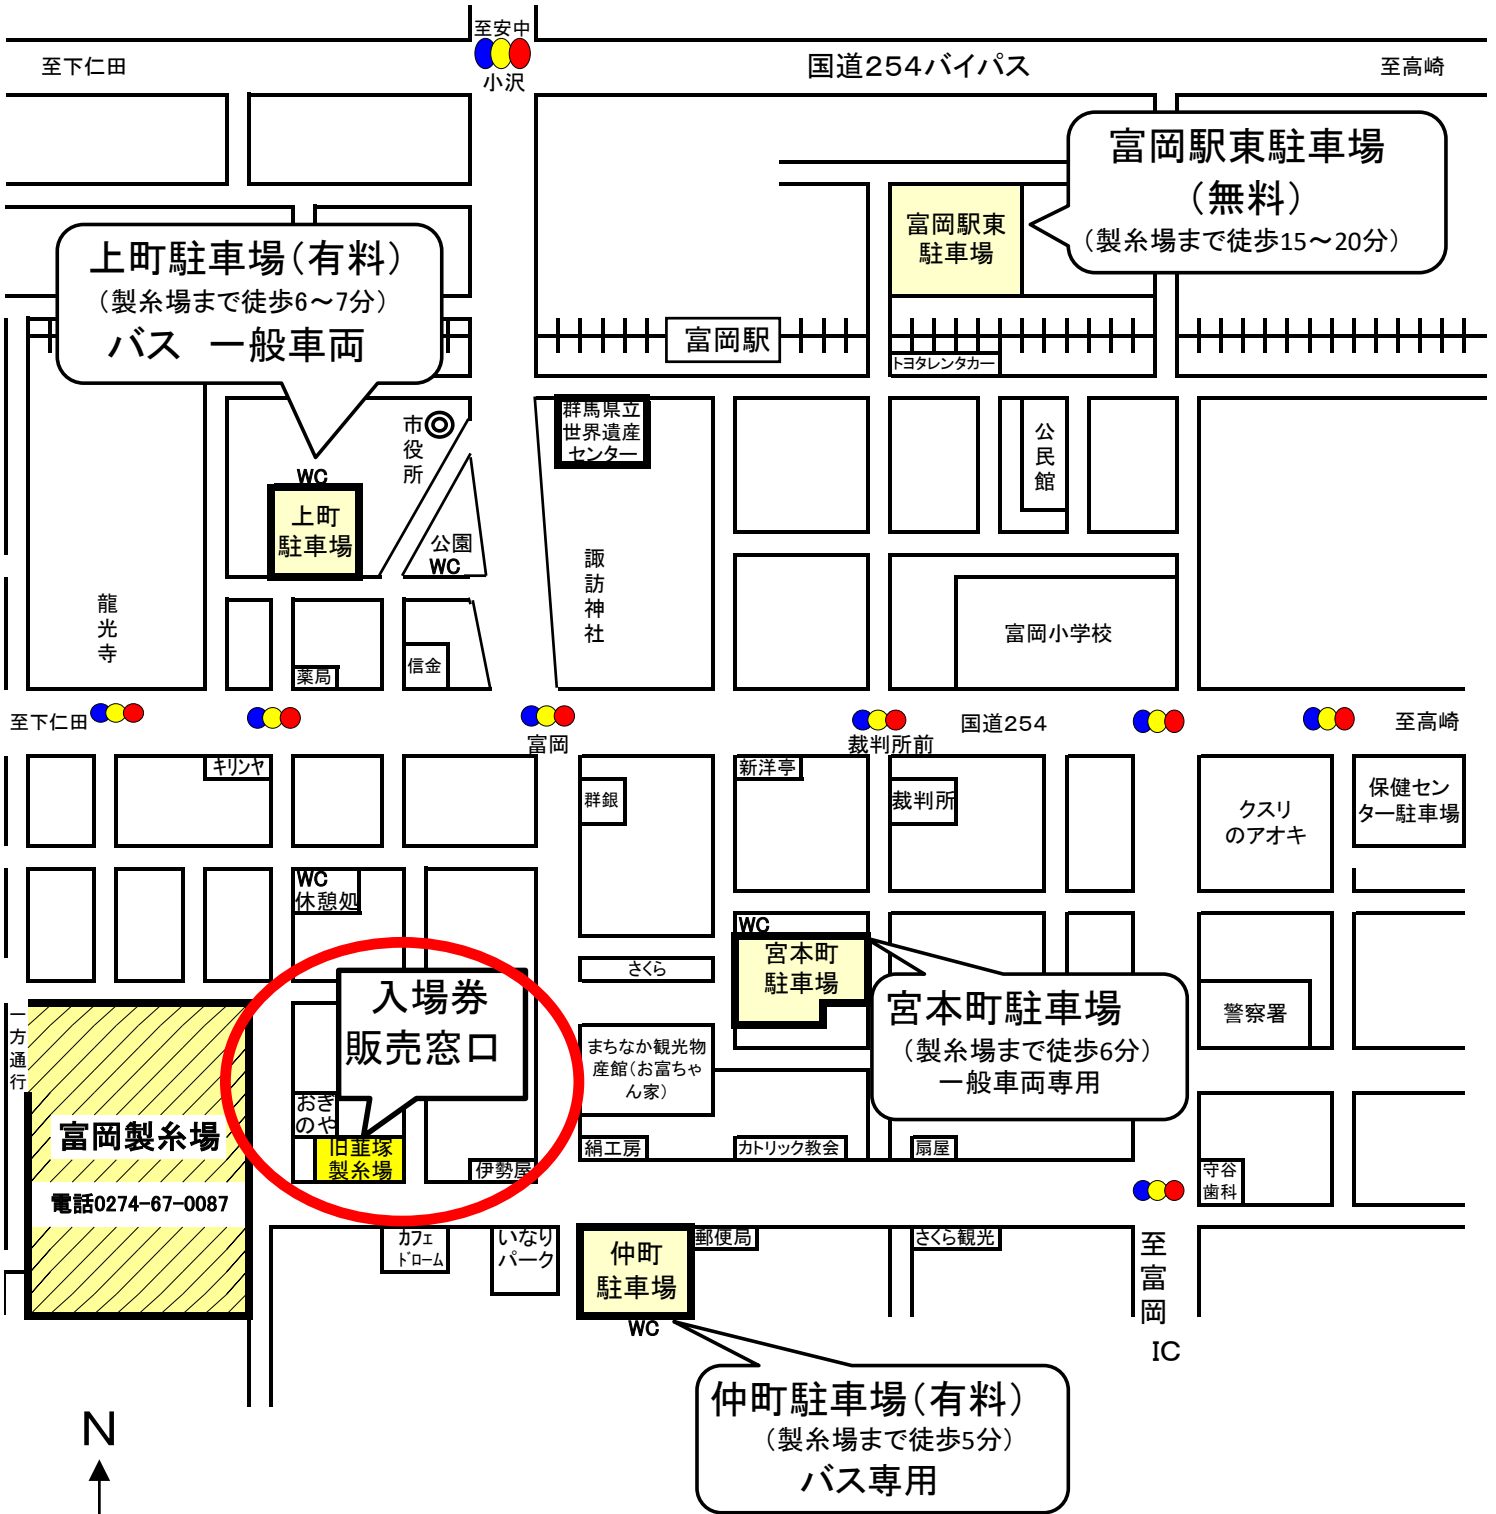 至安中
至下仁田
小沢
国道254バイパス
至高崎
富岡駅東駐車場
(無料)
(製糸場まで徒歩15～20分)
富岡駅東
駐車場
上町駐車場(有料)
(製糸場まで徒歩6～7分)
バス 一般車両
富岡駅
トヨタレンタカー
市役所
群馬県立
世界遺産
センター
公民館
WC
上町
駐車場
公園
WC
諏訪神社
龍光寺
富岡小学校
薬局
信金
至下仁田
富岡
裁判所前
国道254
至高崎
キリンヤ
群銀
新洋亭
裁判所
クスリ
のアオキ
保健セン
ター駐車場
WC
休憩処
さくら
WC
宮本町
駐車場
入場券
販売窓口
一方通行
宮本町駐車場
(製糸場まで徒歩6分)
一般車両専用
警察署
まちなか観光物
産館(お富ちゃ
ん家)
おぎ
のや
富岡製糸場
旧韮塚
製糸場
伊勢屋
絹工房
カトリック教会
扇屋
守谷
歯科
電話0274-67-0087
カフェ
ドローム
いなり
パーク
仲町
駐車場
郵便局
さくら観光
至富岡
IC
WC
仲町駐車場(有料)
(製糸場まで徒歩5分)
バス専用
N